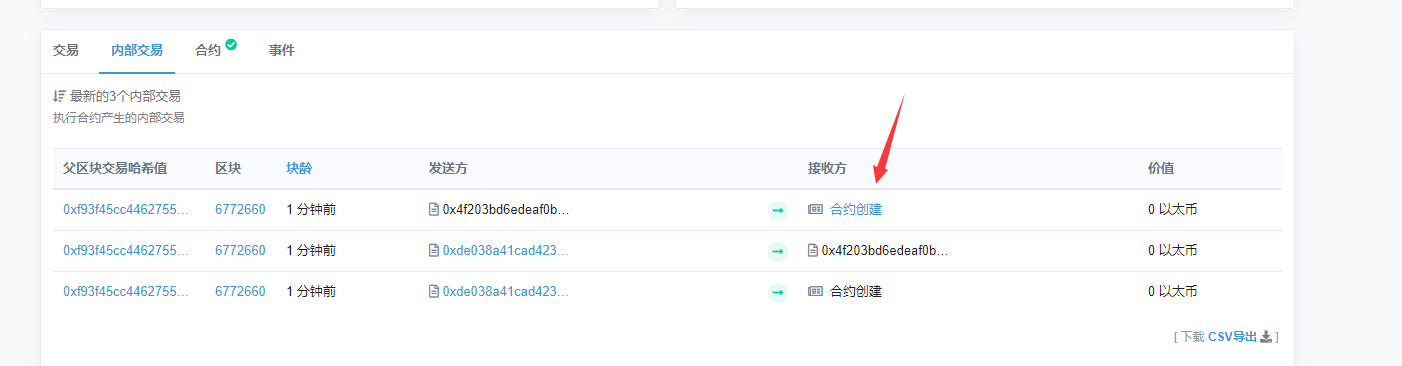 交易 内部交易 合约 事件
最新的3个内部交易
执行合约产生的内部交易
父区块交易哈希值 区块 块龄 发送方 接收方 价值
0xf93f45cc4462755... 6772660 1 分钟前 0x4f203bd6edeaf0b... 合约创建 0 以太币
0xf93f45cc4462755... 6772660 1 分钟前 0xde038a41cad423... 0x4f203bd6edeaf0b... 0 以太币
0xf93f45cc4462755... 6772660 1 分钟前 0xde038a41cad423... 合约创建 0 以太币
[ 下载 CSV导出 ]